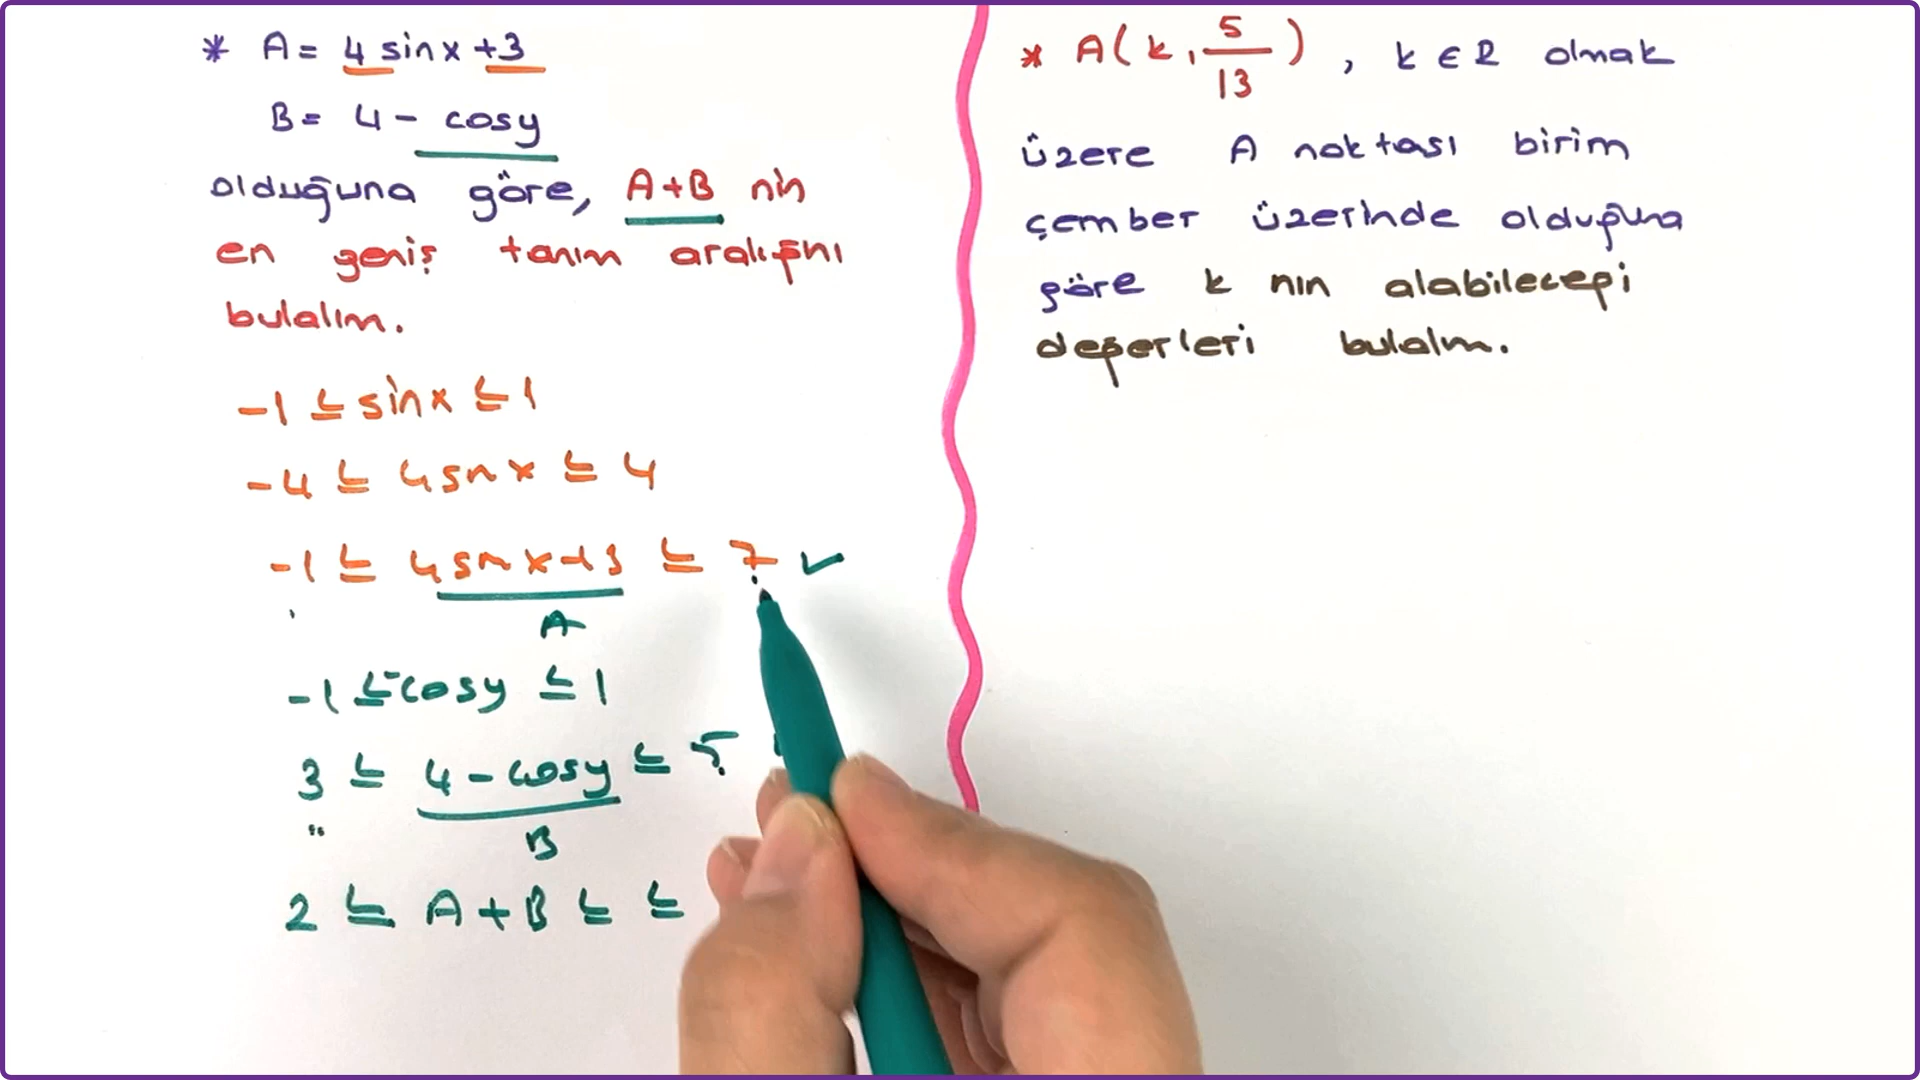 * A = 4 sinx + 3
B = 4 - cosy
olduğuna göre, A+B nin
en geniş tanım aralığını
bulalım.
-1 ≤ sinx ≤ 1
-4 ≤ 4sinx ≤ 4
-1 ≤ 4sinx+3 ≤ 7 ✓
A
-1 ≤ -cosy ≤ 1
3 ≤ 4 - cosy ≤ 5
B
2 ≤ A+B ≤ ≤
* A(k, 5/13), k ∈ R olmak
üzere A noktası birim
çember üzerinde olduğuna
göre k nın alabileceği
değerleri bulalım.